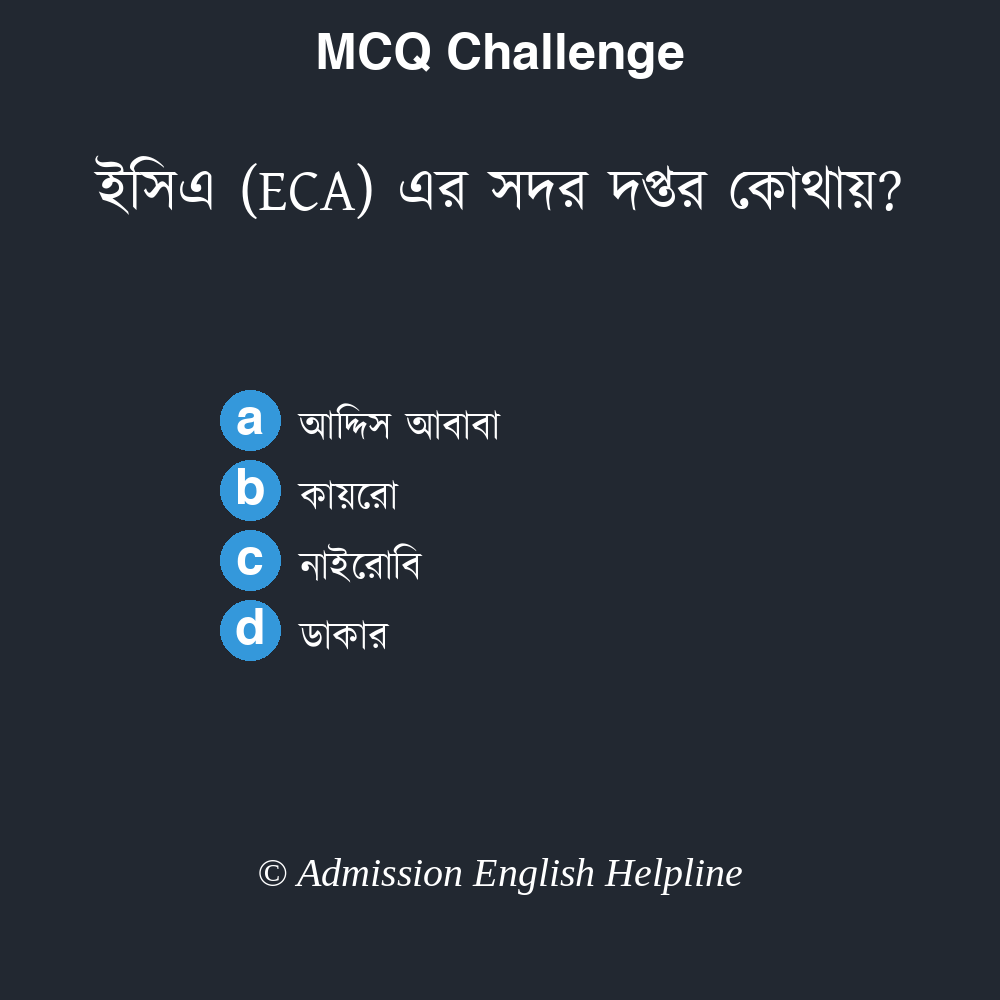 MCQ Challenge
ইসিএ (ECA) এর সদর দপ্তর কোথায়?
a আদ্দিস আবাবা
b কায়রো
c নাইরোবি
d ডাকার
© Admission English Helpline